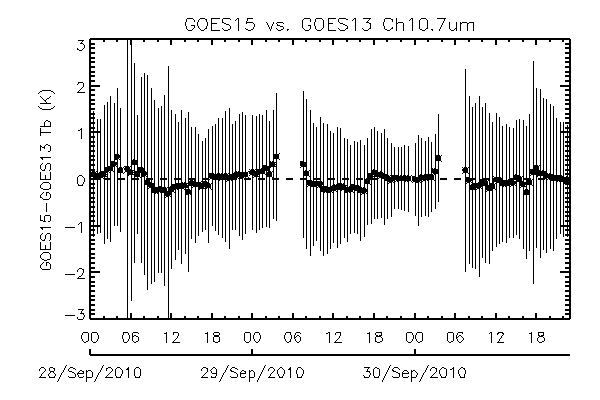 GOES15 vs. GOES13 Ch10.7um
GOES15-GOES13 Tb (K)
3
2
1
0
-1
-2
-3
00 06 12 18 00 06 12 18 00 06 12 18
28/Sep/2010 29/Sep/2010 30/Sep/2010